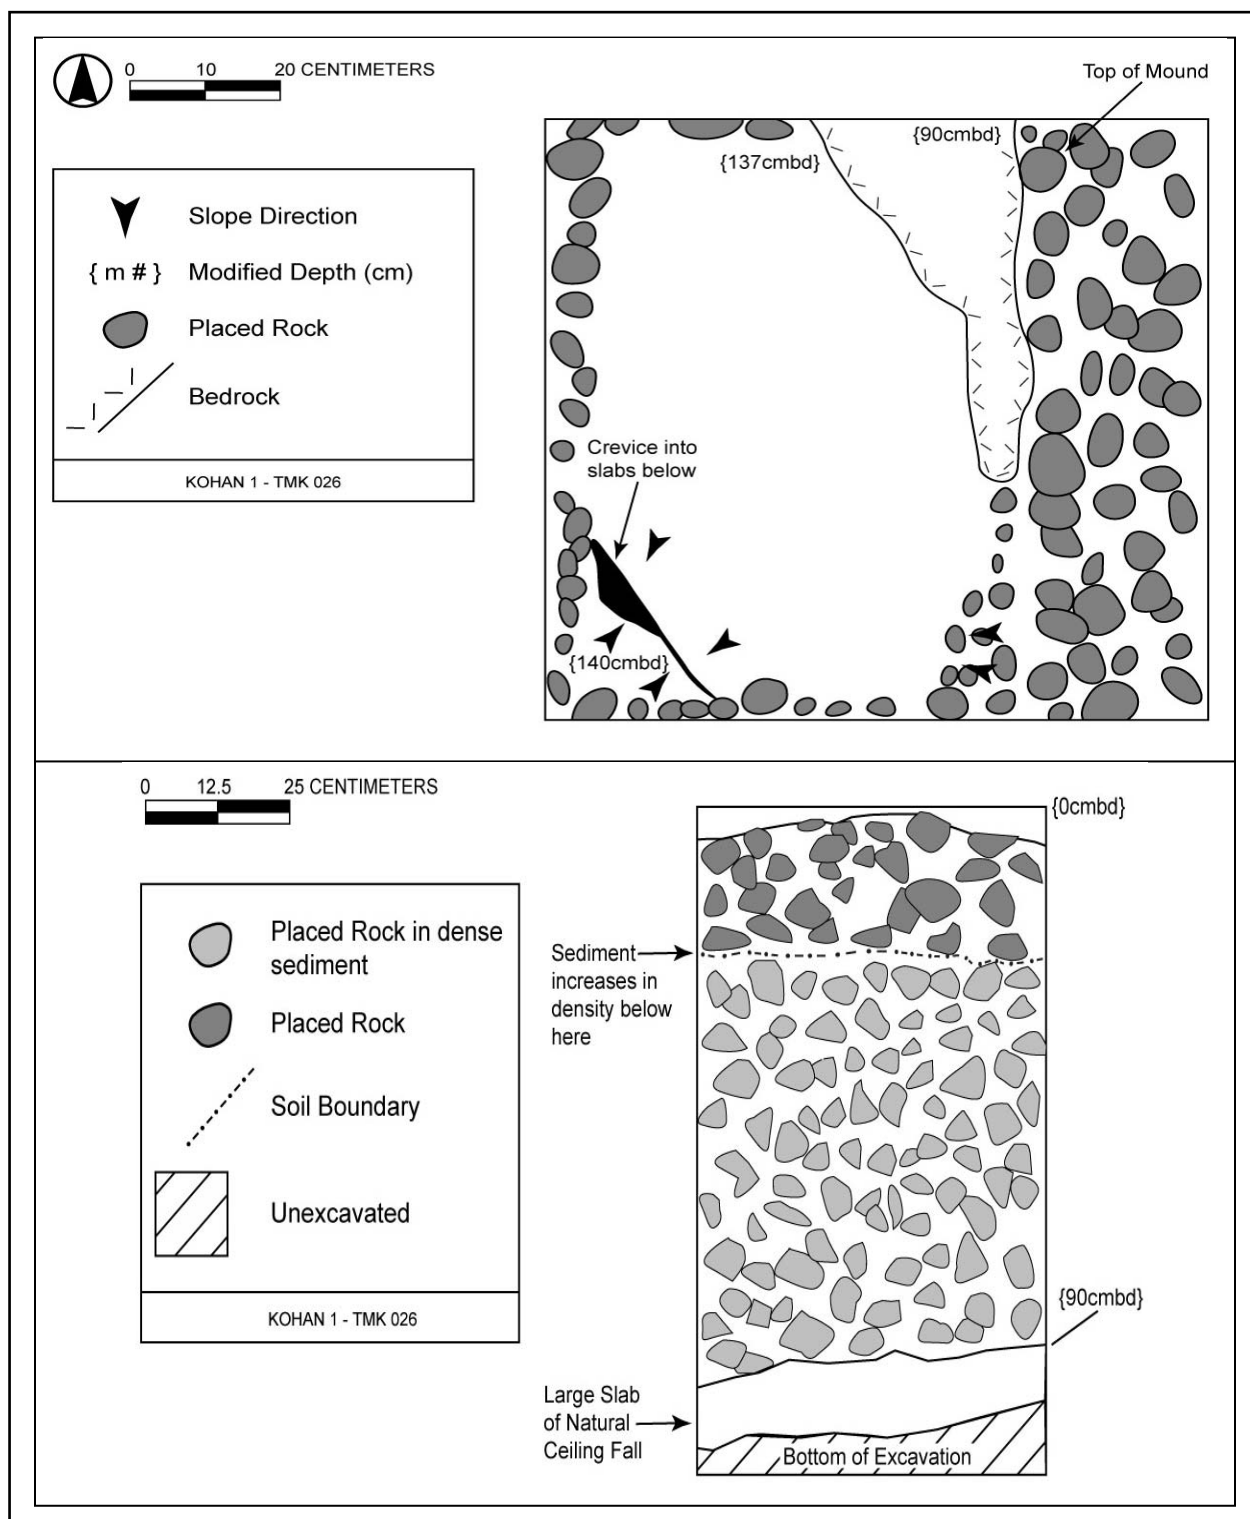 0 10 20 CENTIMETERS
Top of Mound
{90cmbd}
{137cmbd}
Slope Direction
{ m # } Modified Depth (cm)
Placed Rock
Bedrock
KOHAN 1 - TMK 026
Crevice into
slabs below
{140cmbd}
0 12.5 25 CENTIMETERS
{0cmbd}
Placed Rock in dense
sediment
Placed Rock
Soil Boundary
Unexcavated
KOHAN 1 - TMK 026
Sediment
increases in
density below
here
{90cmbd}
Large Slab
of Natural
Ceiling Fall
Bottom of Excavation